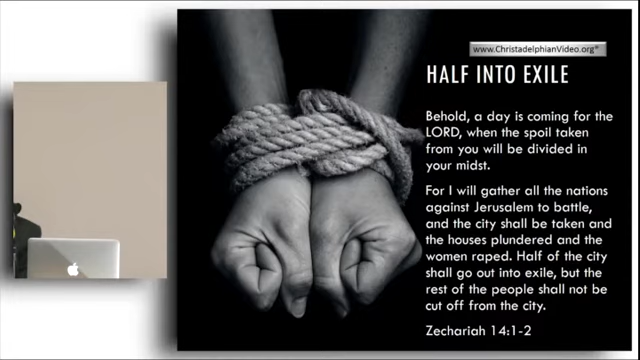 www.ChristadelphianVideo.org
HALF INTO EXILE
Behold, a day is coming for the
LORD, when the spoil taken
from you will be divided in
your midst.
For I will gather all the nations
against Jerusalem to battle,
and the city shall be taken and
the houses plundered and the
women raped. Half of the city
shall go out into exile, but the
rest of the people shall not be
cut off from the city.
Zechariah 14:1-2